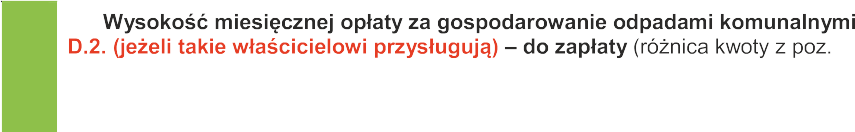 Wysokość miesięcznej opłaty za gospodarowanie odpadami komunalnymi
D.2. (jeżeli takie właścicielowi przysługują) – do zapłaty (różnica kwoty z poz.